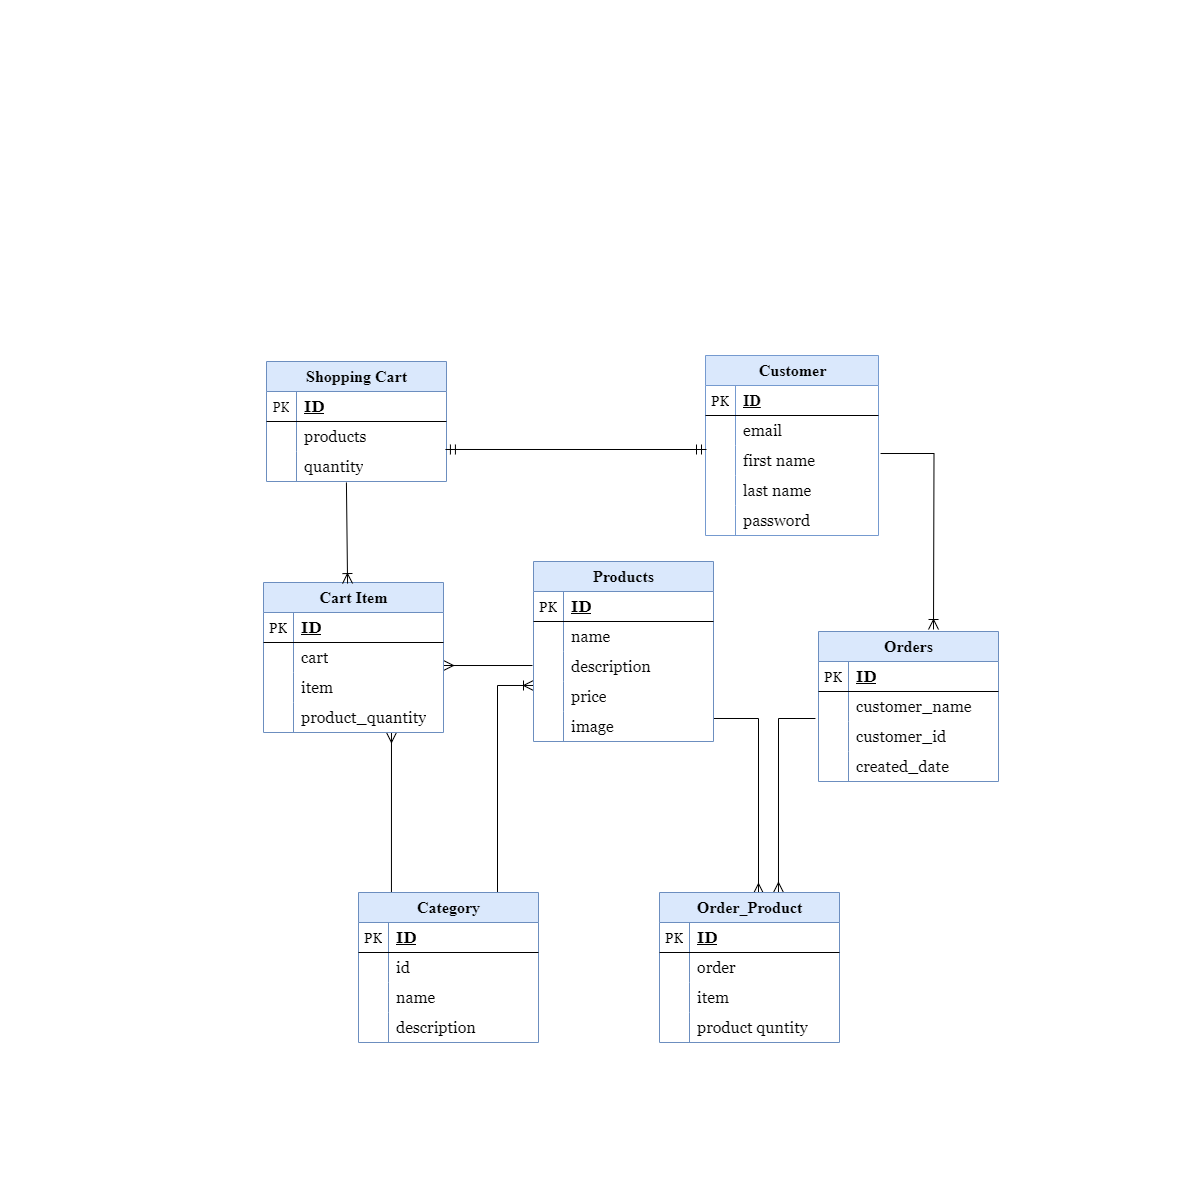 Shopping Cart
PK ID
products
quantity
Customer
PK ID
email
first name
last name
password
Cart Item
PK ID
cart
item
product_quantity
Products
PK ID
name
description
price
image
Orders
PK ID
customer_name
customer_id
created_date
Category
PK ID
id
name
description
Order_Product
PK ID
order
item
product quntity